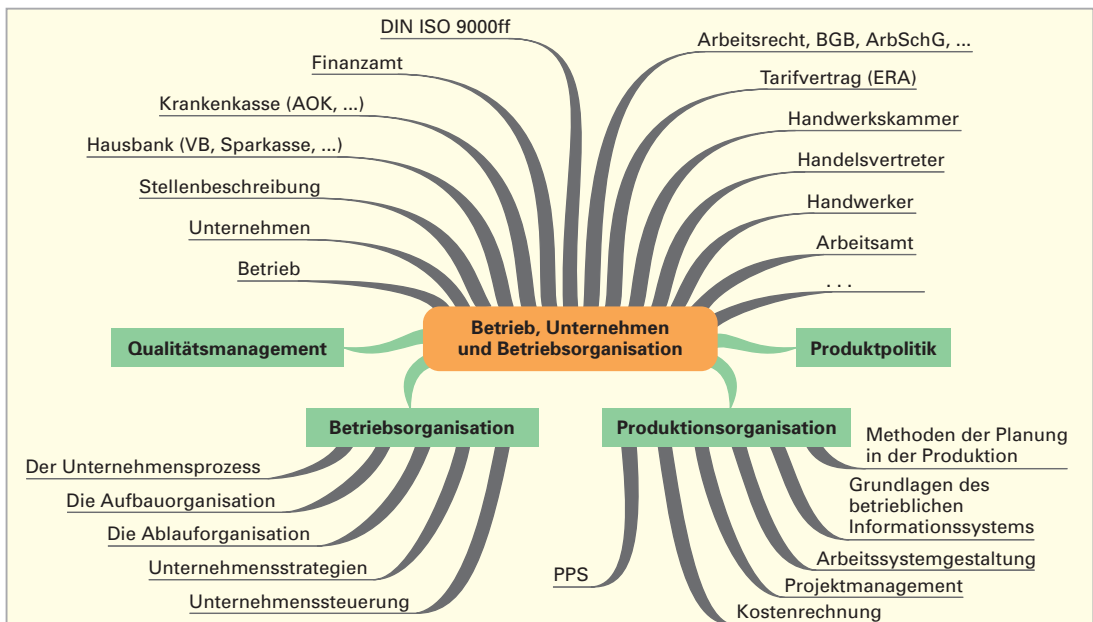 DIN ISO 9000ff
Arbeitsrecht, BGB, ArbSchG, ...
Finanzamt
Tarifvertrag (ERA)
Krankenkasse (AOK, ...)
Handwerkskammer
Hausbank (VB, Sparkasse, ...)
Handelsvertreter
Stellenbeschreibung
Handwerker
Unternehmen
Arbeitsamt
Betrieb
. . .
Betrieb, Unternehmen
und Betriebsorganisation
Qualitätsmanagement
Produktpolitik
Betriebsorganisation
Produktionsorganisation
Der Unternehmensprozess
Die Aufbauorganisation
Die Ablauforganisation
Unternehmensstrategien
Unternehmenssteuerung
Methoden der Planung
in der Produktion
Grundlagen des
betrieblichen
Informationssystems
Arbeitssystemgestaltung
Projektmanagement
Kostenrechnung
PPS